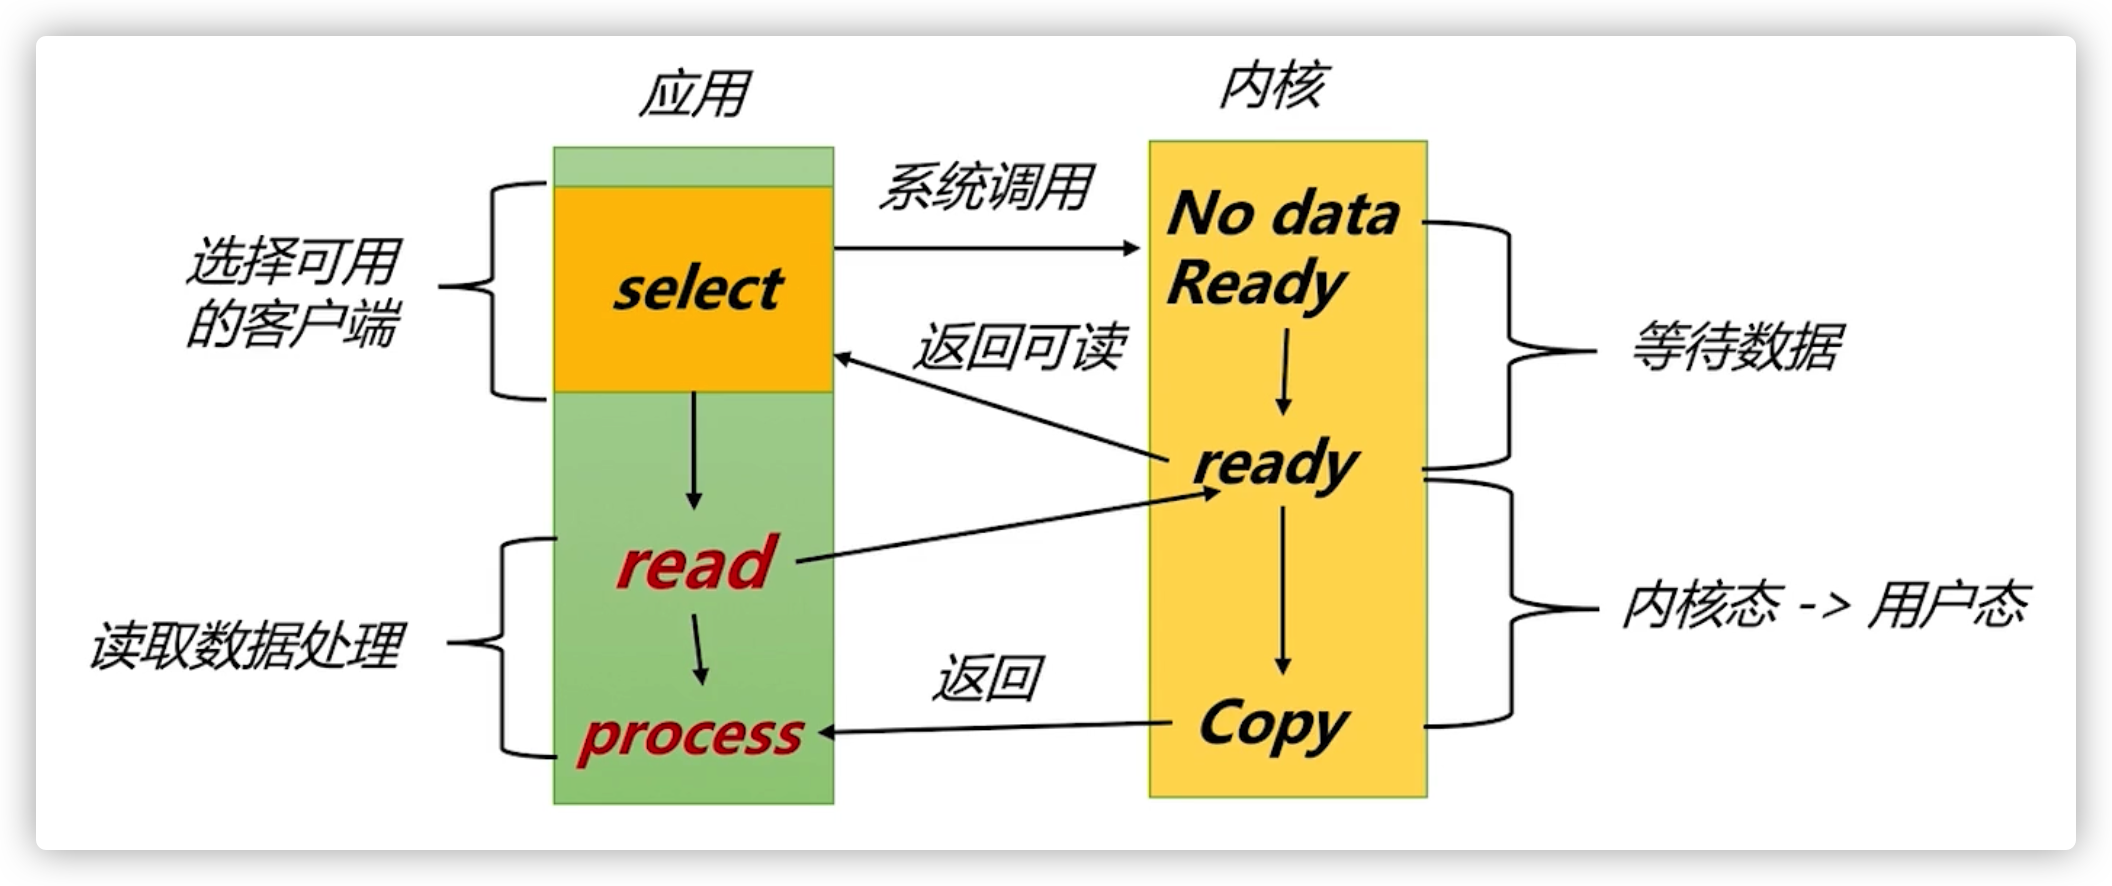 应用
内核
系统调用
No data
Ready
选择可用
的客户端
select
返回可读
等待数据
ready
read
内核态 -> 用户态
读取数据处理
返回
process
Copy